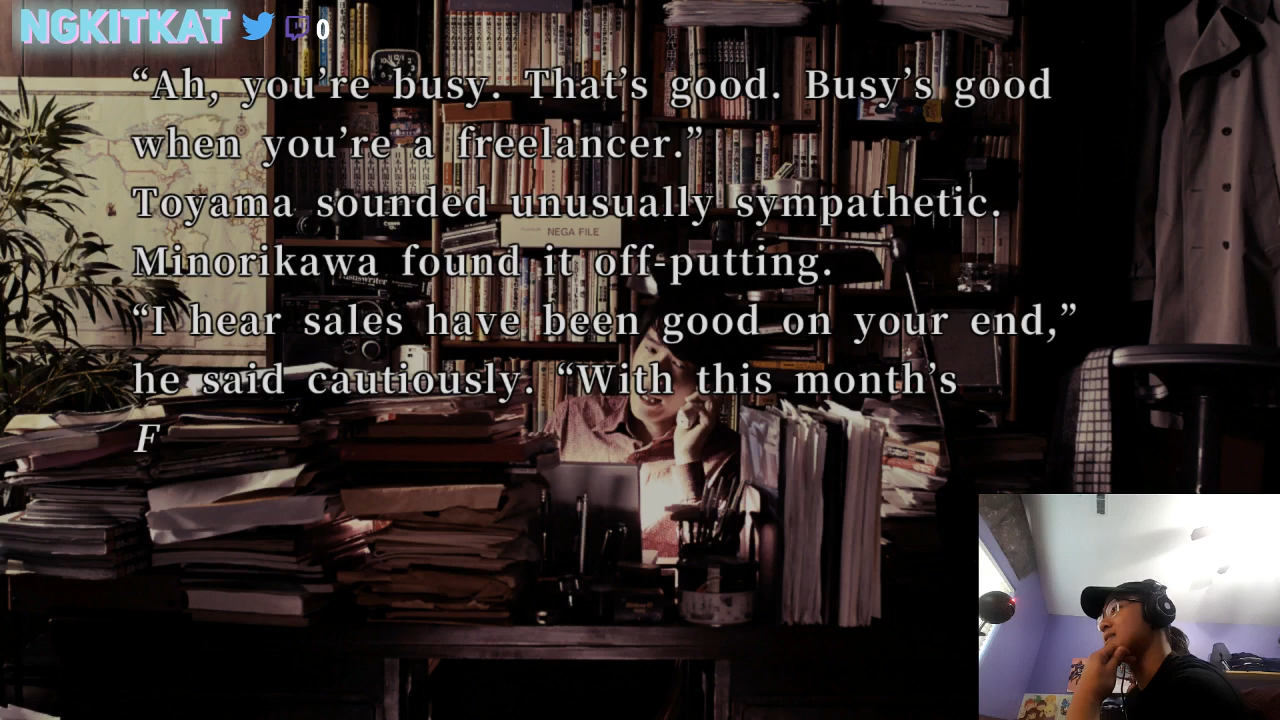 NGKITKAT 0
“Ah, you’re busy. That’s good. Busy’s good
when you’re a freelancer.”
Toyama sounded unusually sympathetic.
NEGA FILE
Minorikawa found it off-putting.
“I hear sales have been good on your end,”
he said cautiously. “With this month’s
F